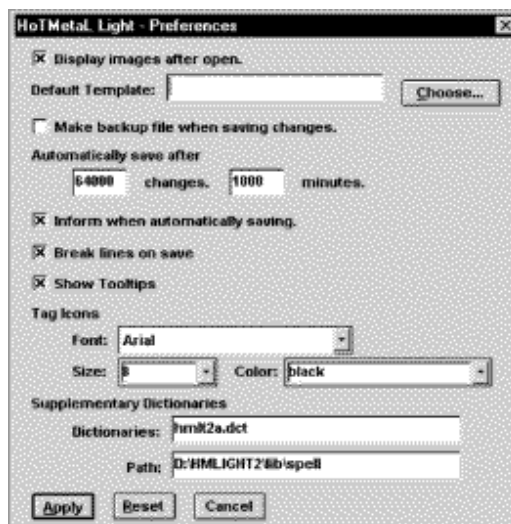 HoTMetaL Light - Preferences
Display images after open.
Default Template: Choose...
Make backup file when saving changes.
Automatically save after
64000 changes. 1000 minutes.
Inform when automatically saving.
Break lines on save
Show Tooltips
Tag Icons
Font: Arial
Size: 8 Color: black
Supplementary Dictionaries
Dictionaries: hmlt2a.dct
Path: D:\HMLIGHT2\lib\spell
Apply Reset Cancel